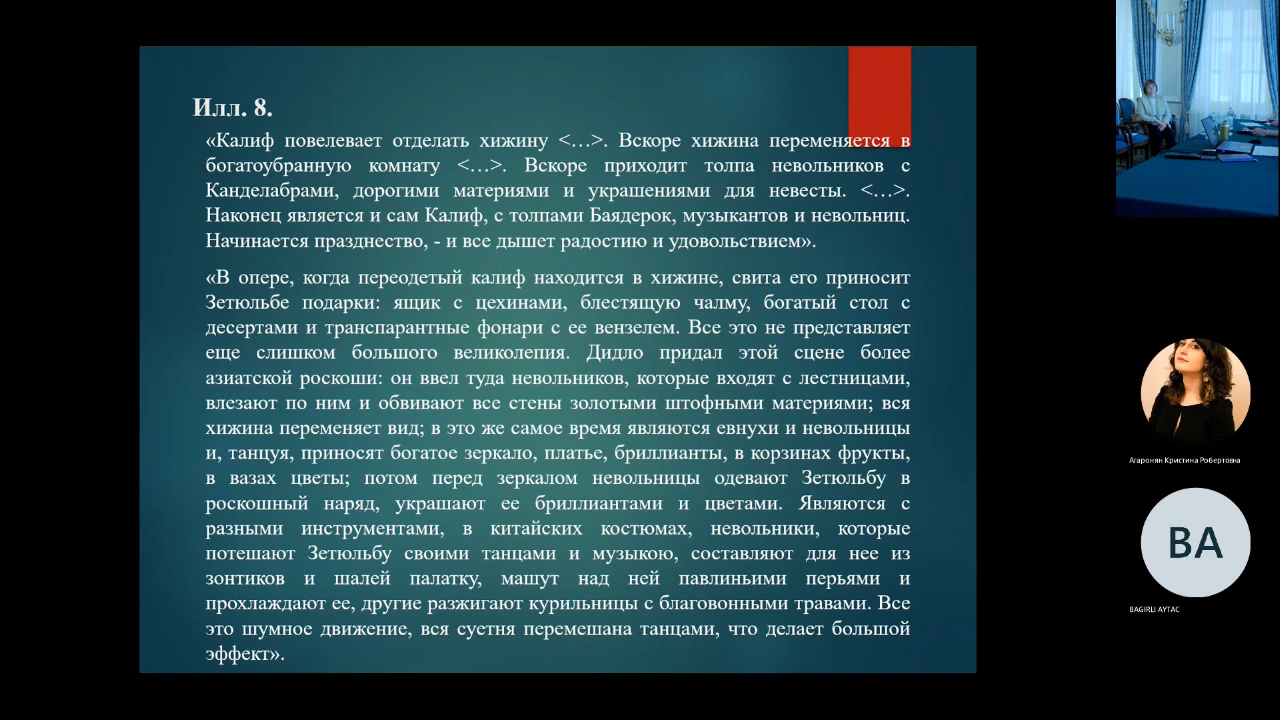 Илл. 8.
«Калиф повелевает отделать хижину <…>. Вскоре хижина переменяется в
богатоубранную комнату <…>. Вскоре приходит толпа невольников с
Канделабрами, дорогими материями и украшениями для невесты. <…>.
Наконец является и сам Калиф, с толпами Баядерок, музыкантов и невольниц.
Начинается празднество, - и все дышет радостию и удовольствием».
«В опере, когда переодетый калиф находится в хижине, свита его приносит
Зетюльбе подарки: ящик с цехинами, блестящую чалму, богатый стол с
десертами и транспарантные фонари с ее вензелем. Все это не представляет
еще слишком большого великолепия. Дидло придал этой сцене более
азиатской роскоши: он ввел туда невольников, которые входят с лестницами,
влезают по ним и обвивают все стены золотыми штофными материями; вся
хижина переменяет вид; в это же самое время являются евнухи и невольницы
и, танцуя, приносят богатое зеркало, платье, бриллианты, в корзинах фрукты,
в вазах цветы; потом перед зеркалом невольницы одевают Зетюльбу в
роскошный наряд, украшают ее бриллиантами и цветами. Являются с
разными инструментами, в китайских костюмах, невольники, которые
потешают Зетюльбу своими танцами и музыкою, составляют для нее из
зонтиков и шалей палатку, машут над ней павлиньими перьями и
прохлаждают ее, другие разжигают курильницы с благовонными травами. Все
это шумное движение, вся суетня перемешана танцами, что делает большой
эффект».
Агаронян Кристина Робертовна
BA
BAGIRLI AYTAC